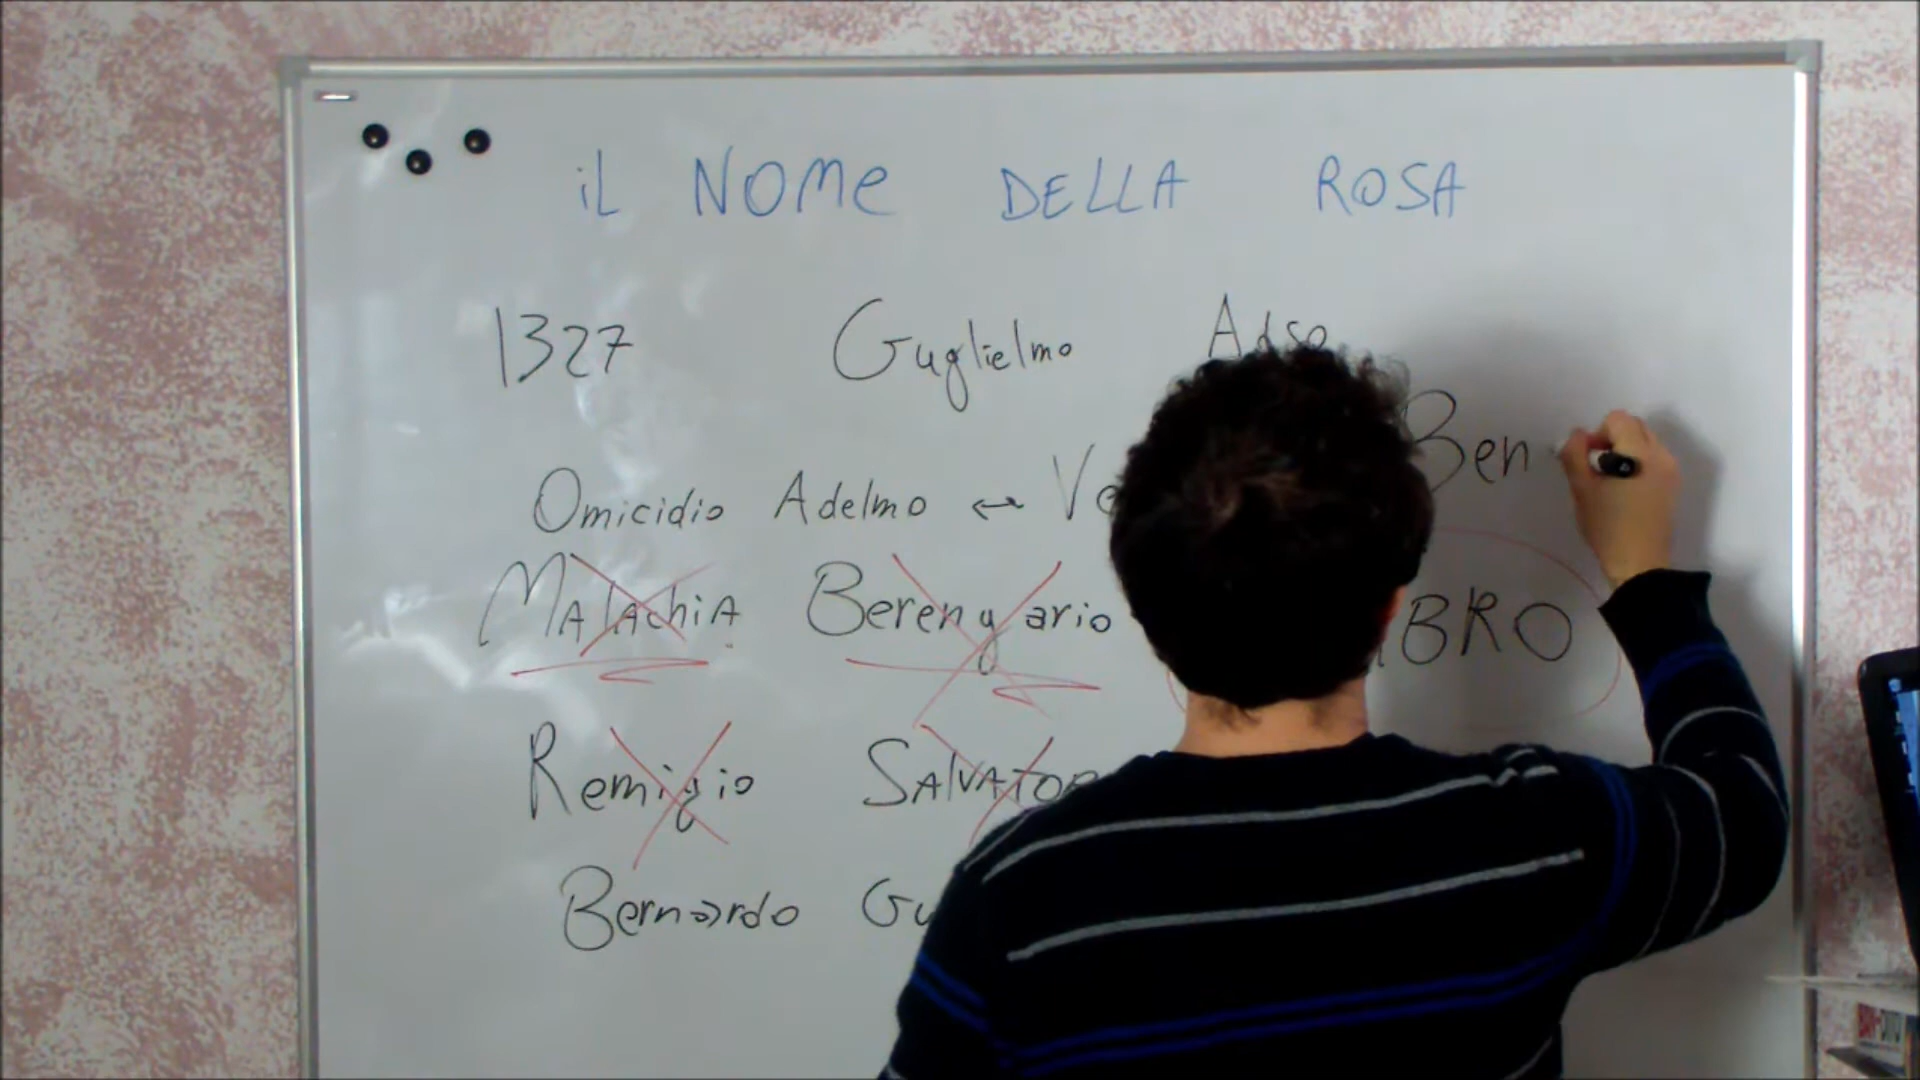 iL NOMe DELLA ROSA
1327 Guglielmo Adso
Ben
Omicidio Adelmo ↔ Ve
MALAchiA Berengario BRO
Remigio SALVATOR
Bernardo Gu